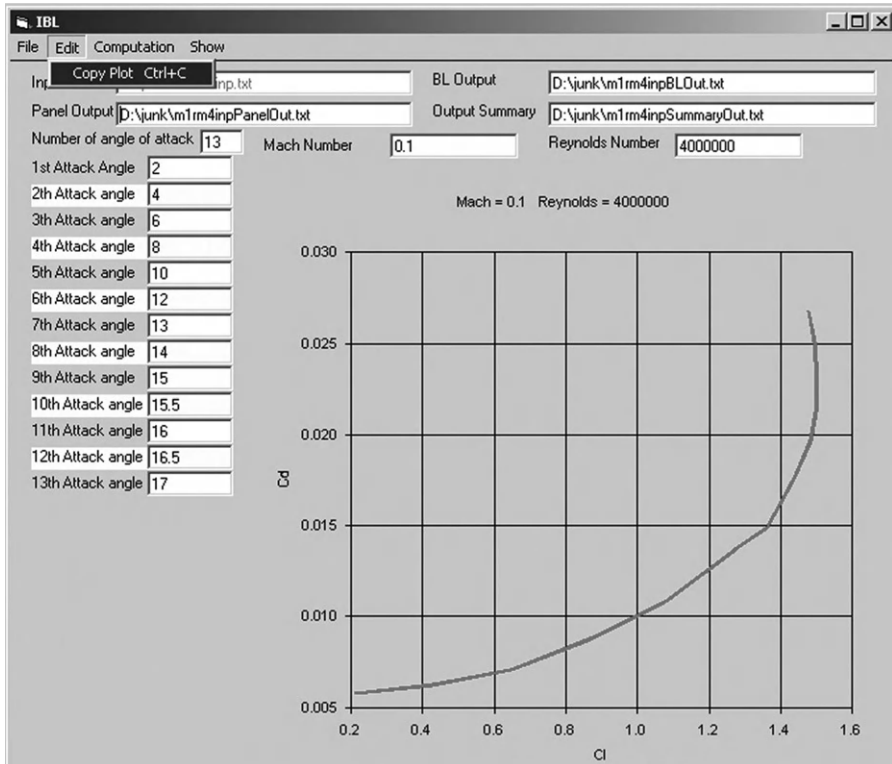 IBL
File Edit Computation Show
Copy Plot Ctrl+C
inp.txt
BL Output D:\junk\m1rm4inpBLOut.txt
Panel Output D:\junk\m1rm4inpPanelOut.txt
Output Summary D:\junk\m1rm4inpSummaryOut.txt
Number of angle of attack 13
Mach Number 0.1
Reynolds Number 4000000
1st Attack Angle 2
2th Attack angle 4
3th Attack angle 6
4th Attack angle 8
5th Attack angle 10
6th Attack angle 12
7th Attack angle 13
8th Attack angle 14
9th Attack angle 15
10th Attack angle 15.5
11th Attack angle 16
12th Attack angle 16.5
13th Attack angle 17
Mach = 0.1 Reynolds = 4000000
0.030
0.025
0.020
0.015
0.010
0.005
Cd
0.2 0.4 0.6 0.8 1.0 1.2 1.4 1.6
Cl